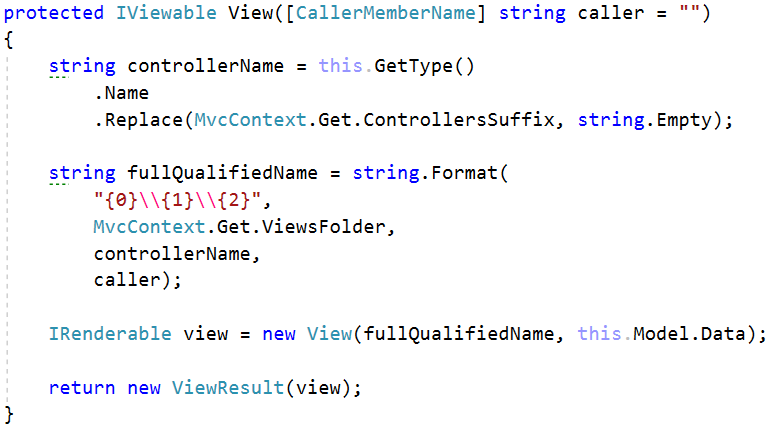 protected IViewable View([CallerMemberName] string caller = "")
{
    string controllerName = this.GetType()
        .Name
        .Replace(MvcContext.Get.ControllersSuffix, string.Empty);

    string fullQualifiedName = string.Format(
        "{0}\\{1}\\{2}",
        MvcContext.Get.ViewsFolder,
        controllerName,
        caller);

    IRenderable view = new View(fullQualifiedName, this.Model.Data);

    return new ViewResult(view);
}